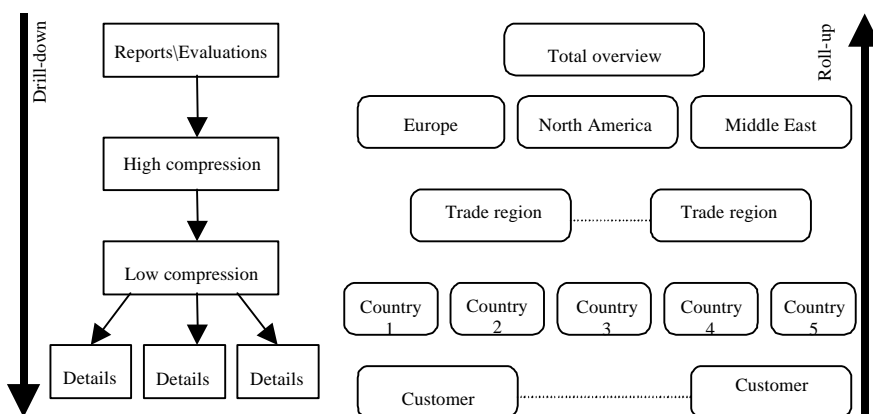 Drill-down
Reports\Evaluations
High compression
Low compression
Details
Details
Details
Total overview
Europe
North America
Middle East
Trade region
Trade region
Country
1
Country
2
Country
3
Country
4
Country
5
Customer
Customer
Roll-up